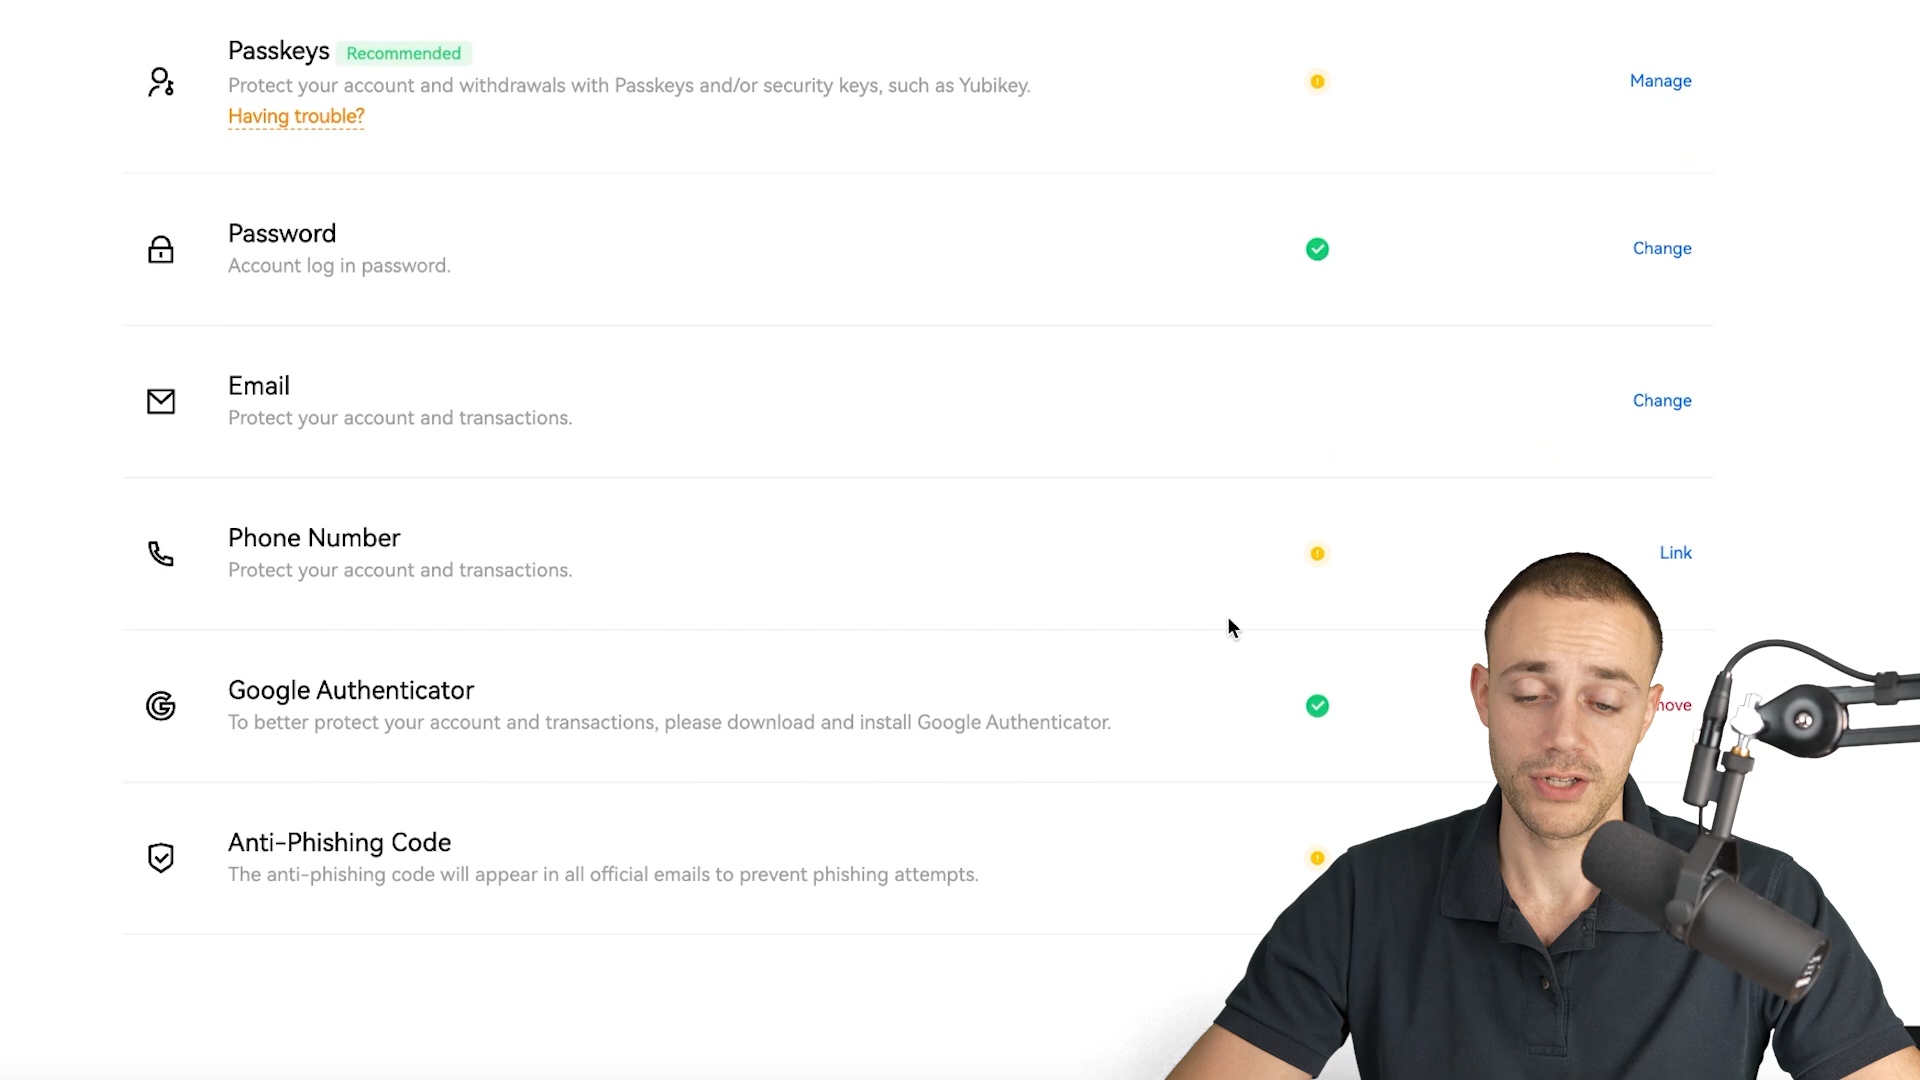 Passkeys Recommended
Protect your account and withdrawals with Passkeys and/or security keys, such as Yubikey.
Having trouble?
Manage
Password
Account log in password.
Change
Email
Protect your account and transactions.
Change
Phone Number
Protect your account and transactions.
Link
Google Authenticator
To better protect your account and transactions, please download and install Google Authenticator.
Anti-Phishing Code
The anti-phishing code will appear in all official emails to prevent phishing attempts.